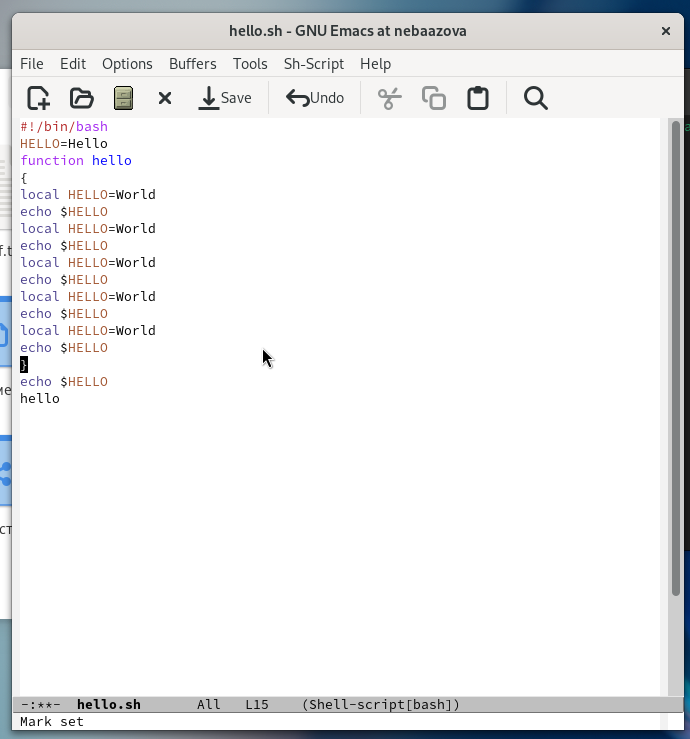 hello.sh - GNU Emacs at nebaazova
File Edit Options Buffers Tools Sh-Script Help
Save Undo
#!/bin/bash
HELLO=Hello
function hello
{
local HELLO=World
echo $HELLO
local HELLO=World
echo $HELLO
local HELLO=World
echo $HELLO
local HELLO=World
echo $HELLO
local HELLO=World
echo $HELLO
}
echo $HELLO
hello
-:**- hello.sh All L15 (Shell-script[bash])
Mark set